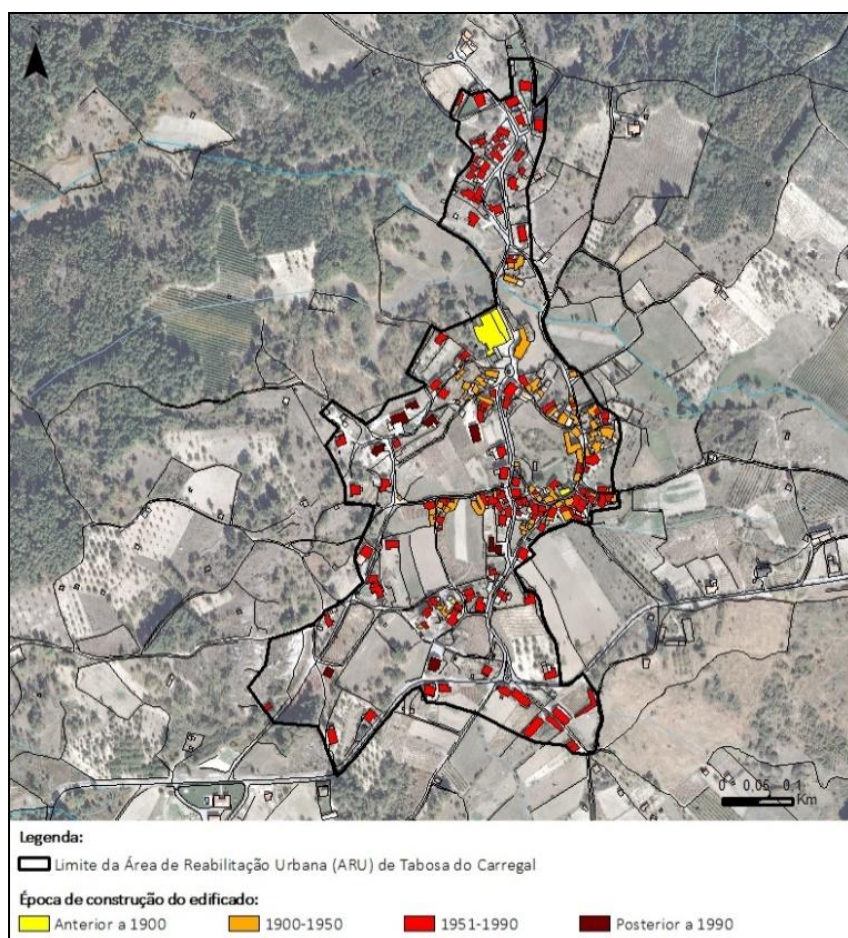 0 0,05 0,1
Km
Legenda:
Limite da Área de Reabilitação Urbana (ARU) de Tabosa do Carregal
Época de construção do edificado:
Anterior a 1900 1900-1950 1951-1990 Posterior a 1990